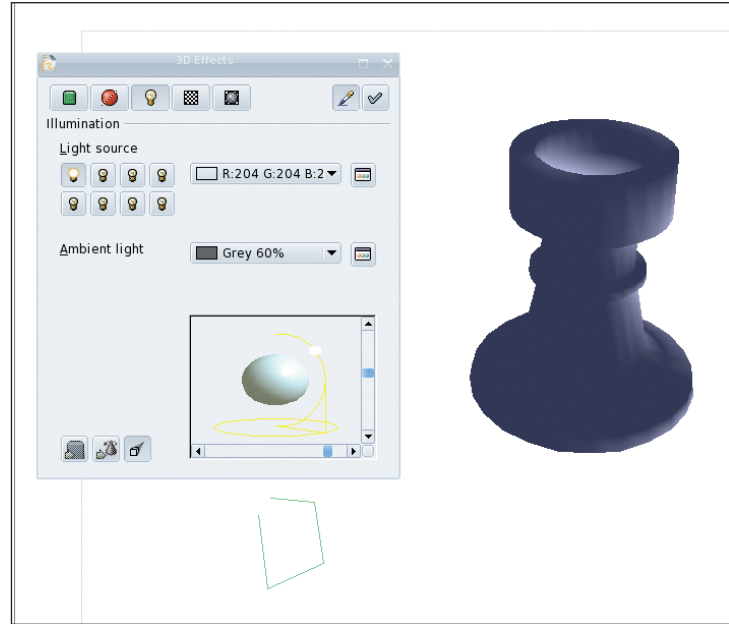 3D Effects
Illumination
Light source
R:204 G:204 B:2
Ambient light
Grey 60%